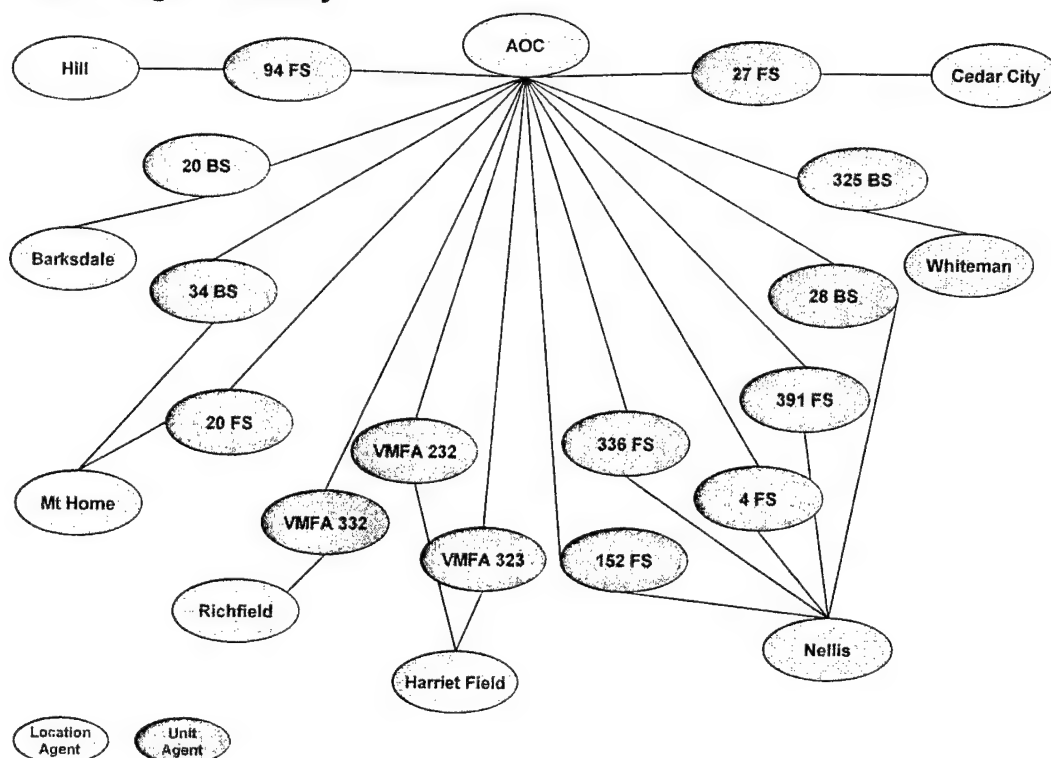 AOC
Hill
94 FS
27 FS
Cedar City
20 BS
325 BS
Barksdale
Whiteman
34 BS
28 BS
20 FS
391 FS
VMFA 232
336 FS
Mt Home
4 FS
VMFA 332
VMFA 323
152 FS
Richfield
Nellis
Harriet Field
Location
Agent
Unit
Agent